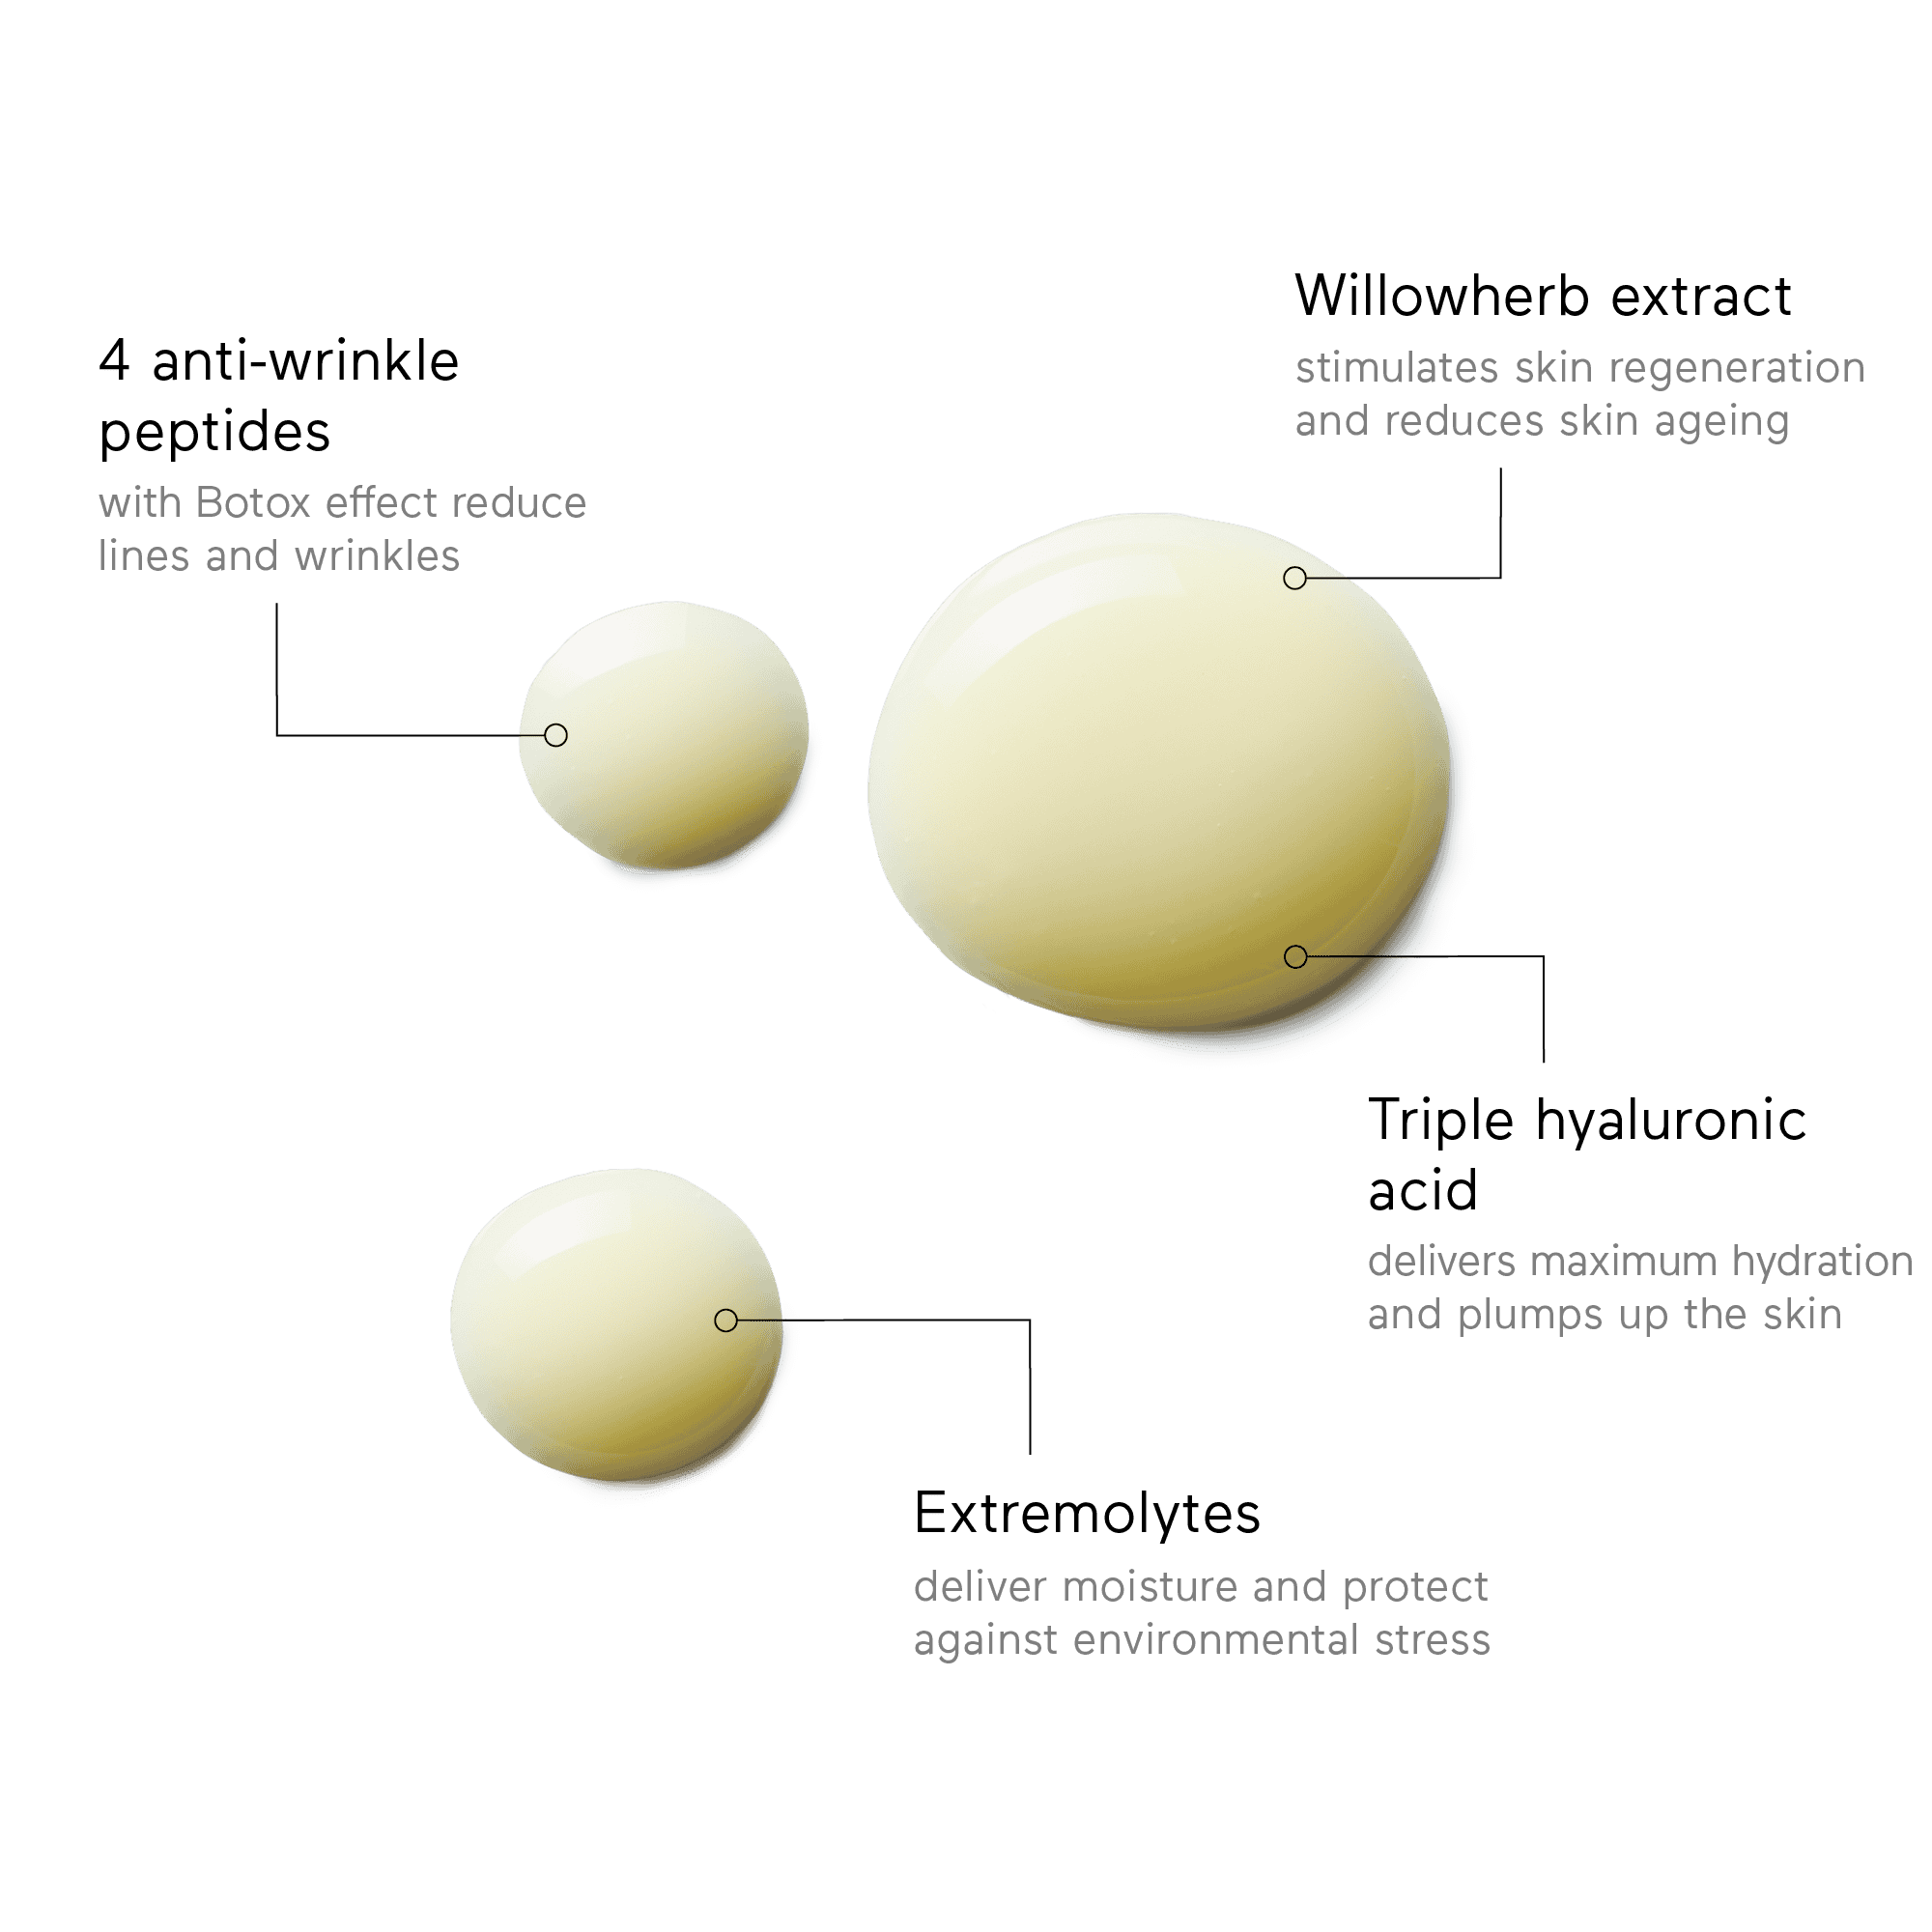 4 anti-wrinkle
peptides
with Botox effect reduce
lines and wrinkles
Willowherb extract
stimulates skin regeneration
and reduces skin ageing
Triple hyaluronic
acid
delivers maximum hydration
and plumps up the skin
Extremolytes
deliver moisture and protect
against environmental stress